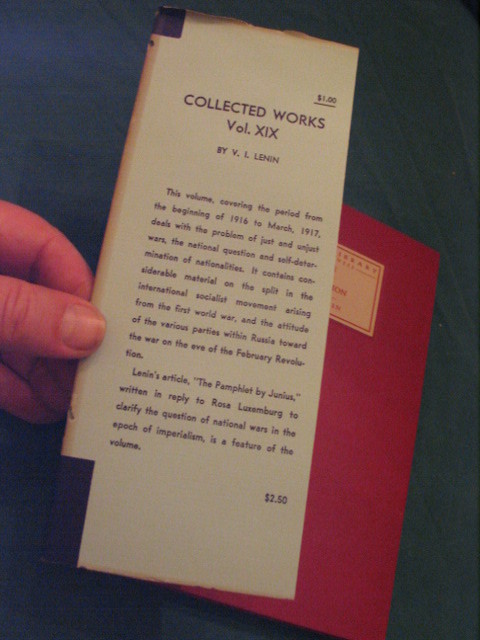 $1.00
COLLECTED WORKS
Vol. XIX
BY V. I. LENIN
This volume, covering the period from
the beginning of 1916 to March, 1917,
deals with the problem of just and unjust
wars, the national question and self-deter-
mination of nationalities. It contains con-
siderable material on the split in the
international socialist movement arising
from the first world war, and the attitude
of the various parties within Russia toward
the war on the eve of the February Revolu-
tion.
Lenin's article, "The Pamphlet by Junius,"
written in reply to Rosa Luxemburg to
clarify the question of national wars in the
epoch of imperialism, is a feature of the
volume.
$2.50